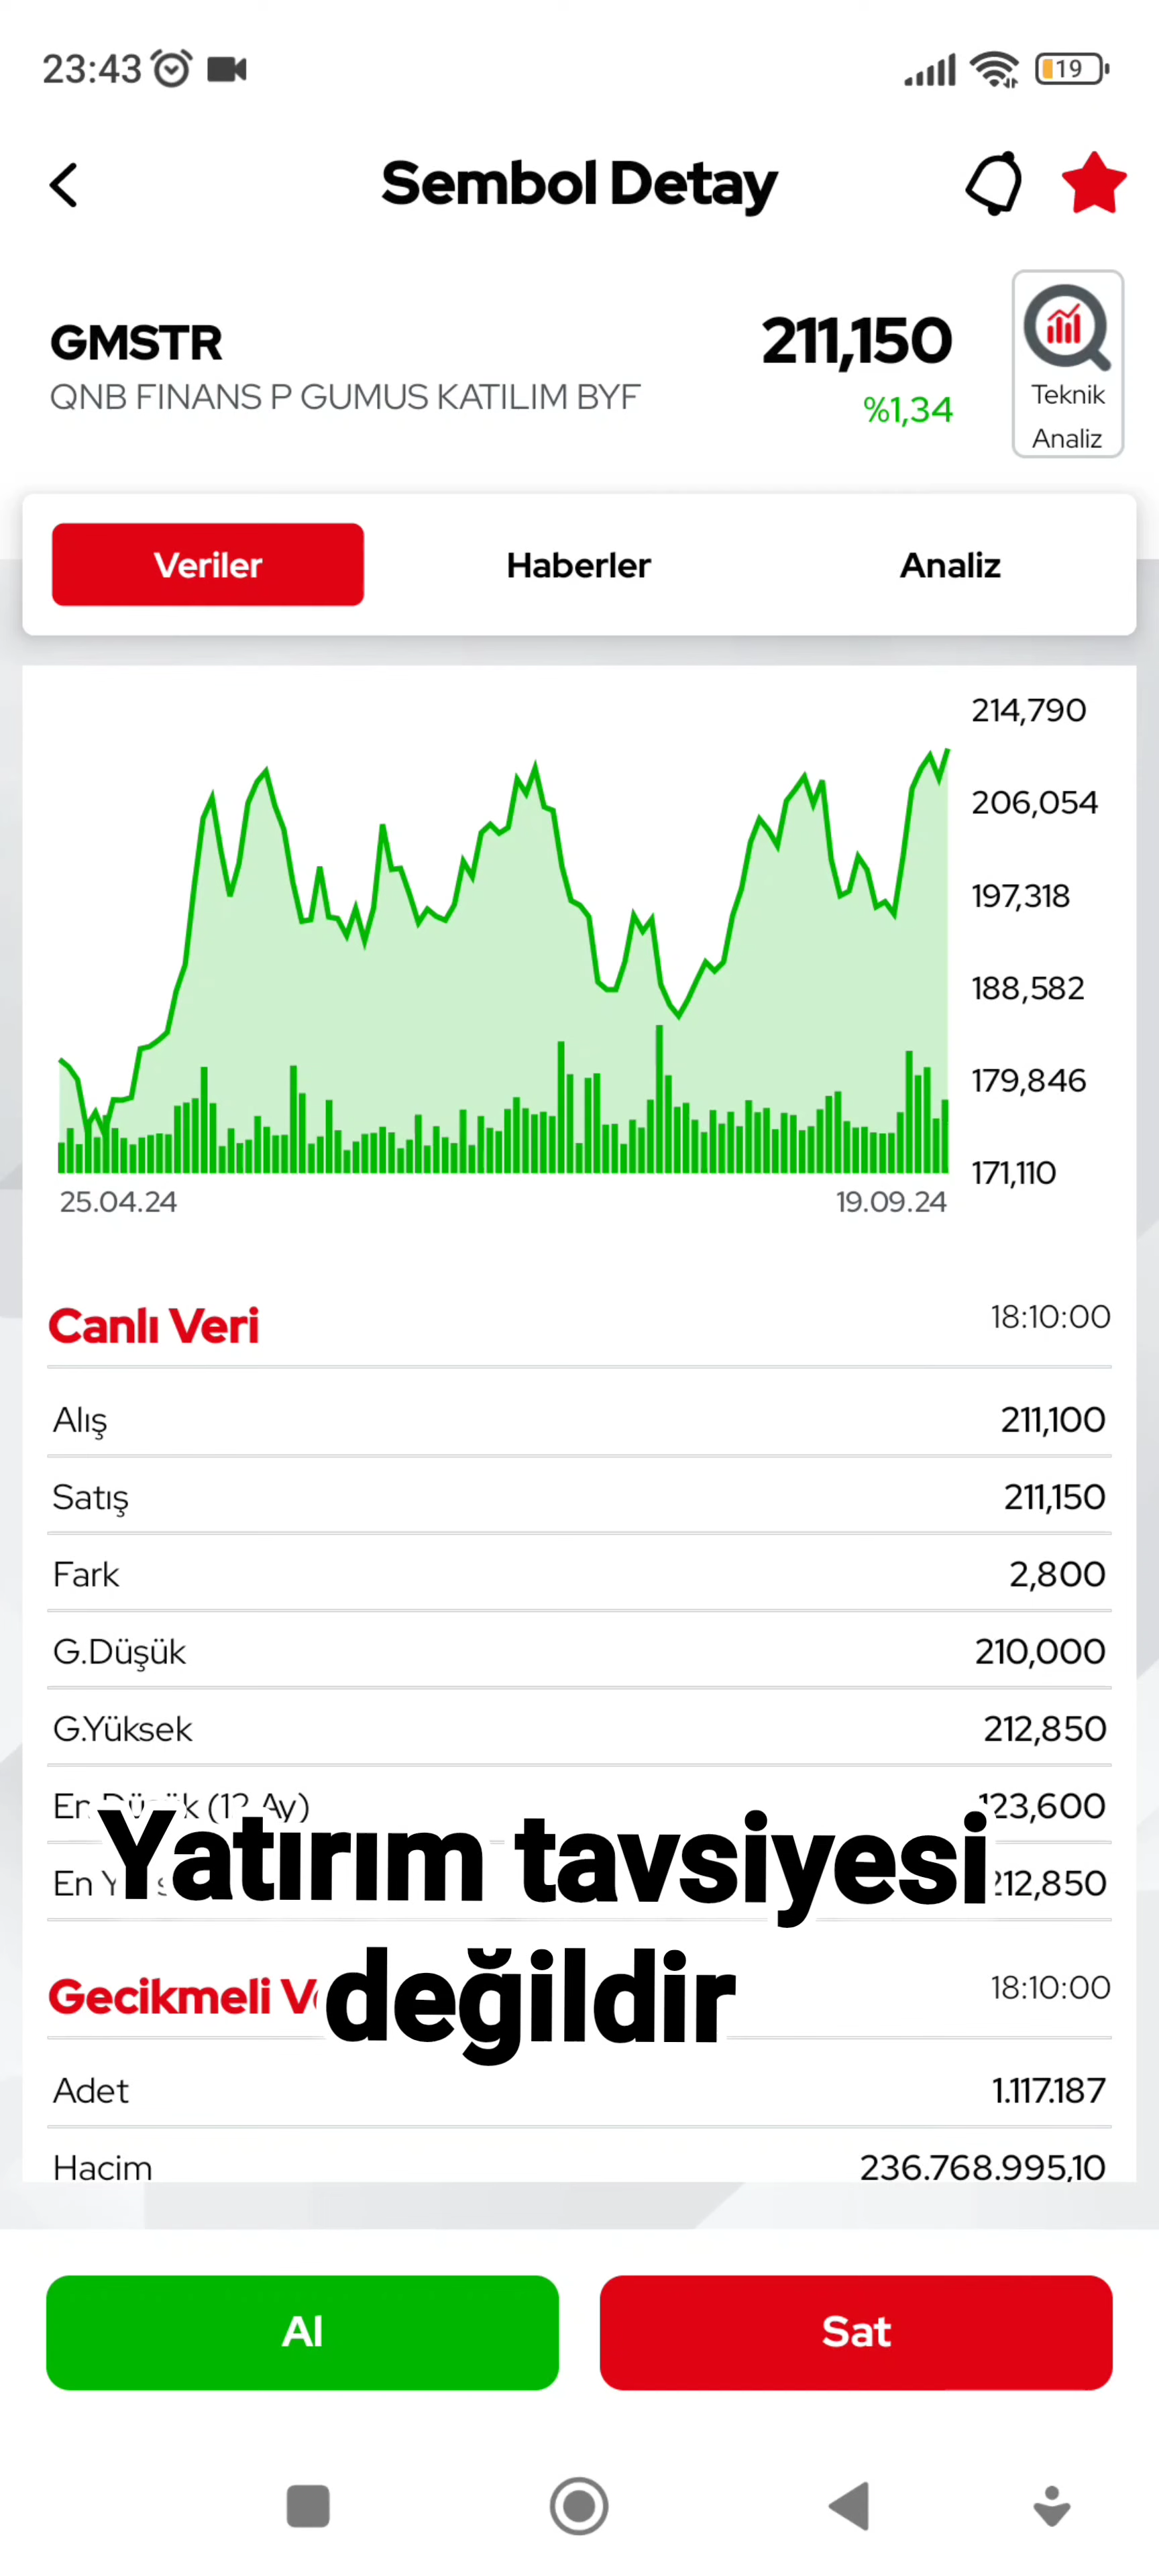 23:43
19
Sembol Detay
GMSTR
211,150
QNB FINANS P GUMUS KATILIM BYF
%1,34
Teknik
Analiz
Veriler
Haberler
Analiz
214,790
206,054
197,318
188,582
179,846
171,110
25.04.24
19.09.24
Canlı Veri
18:10:00
Alış
211,100
Satış
211,150
Fark
2,800
G.Düşük
210,000
G.Yüksek
212,850
En Düşük (12 Ay)
123,600
En
212,850
Yatırım tavsiyesi
değildir
Gecikmeli
18:10:00
Adet
1.117.187
Hacim
236.768.995,10
Al
Sat